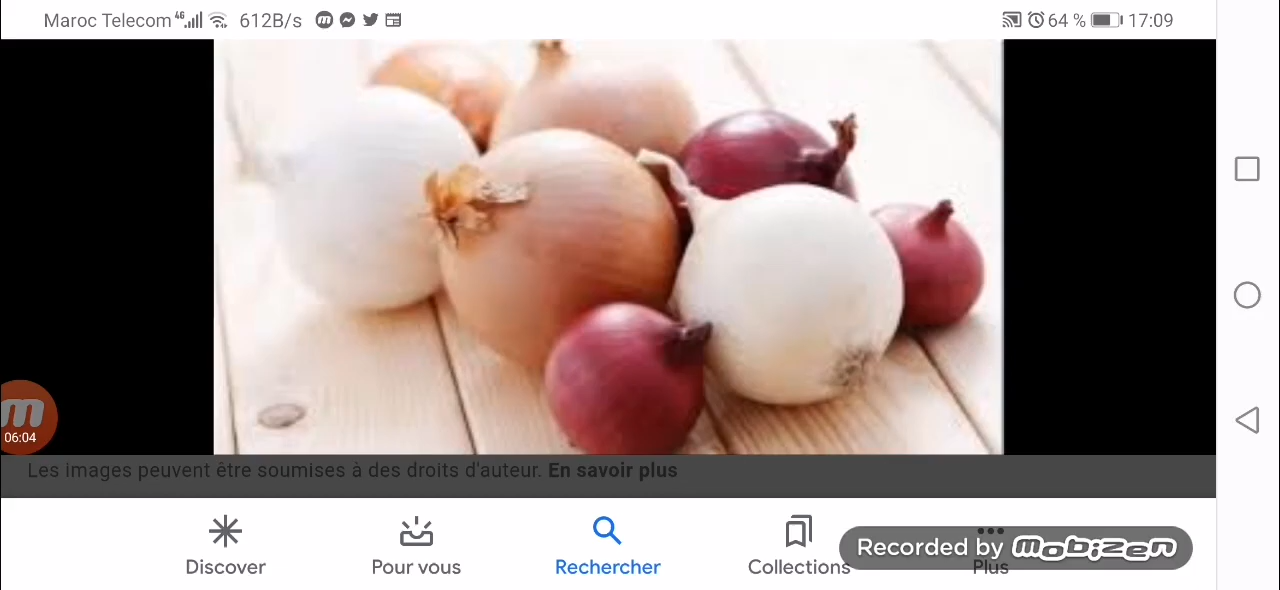 Maroc Telecom 4G 612B/s 64 % 17:09
06:04
Les images peuvent être soumises à des droits d'auteur. En savoir plus
Discover Pour vous Rechercher Collections Plus
Recorded by mobizen